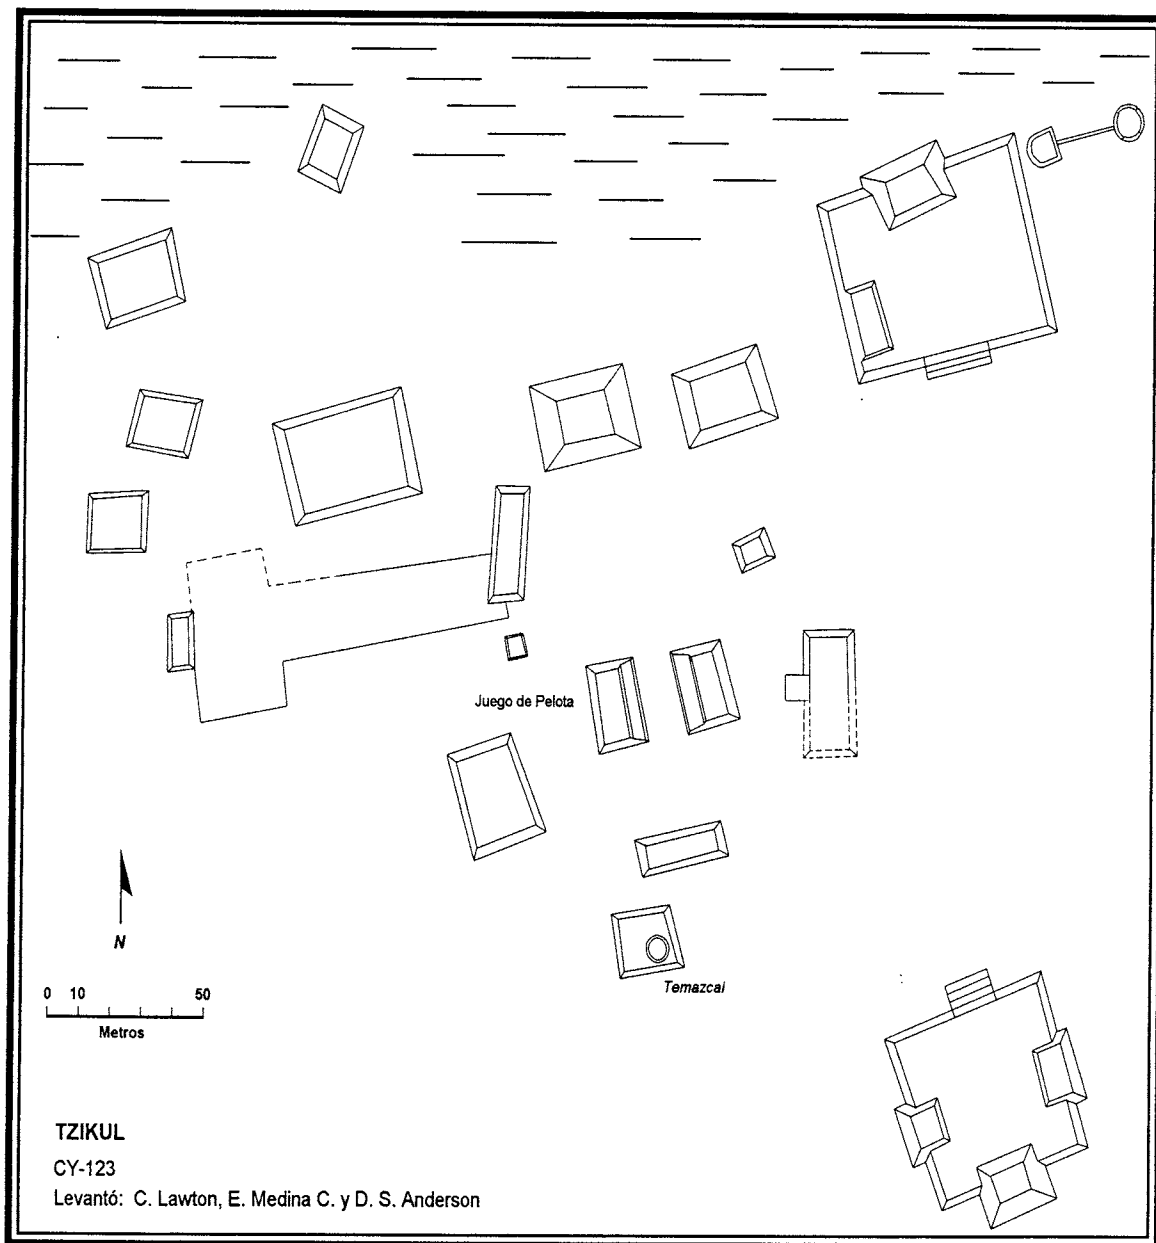 Juego de Pelota
N
0 10 50
Metros
Temazcal
TZIKUL
CY-123
Levantó: C. Lawton, E. Medina C. y D. S. Anderson